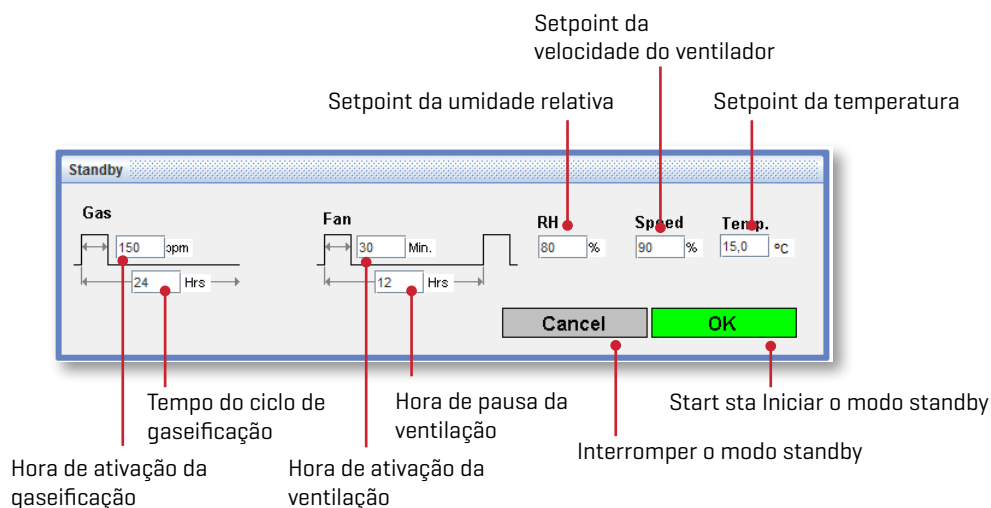 Setpoint da
velocidade do ventilador
Setpoint da umidade relativa
Setpoint da temperatura
Standby
Gas
150 ppm
24 Hrs
Fan
30 Min.
12 Hrs
RH
80 %
Speed
90 %
Temp.
15,0 ºC
Cancel
OK
Tempo do ciclo de
gaseificação
Hora de pausa da
ventilação
Start sta Iniciar o modo standby
Interromper o modo standby
Hora de ativação da
gaseificação
Hora de ativação da
ventilação